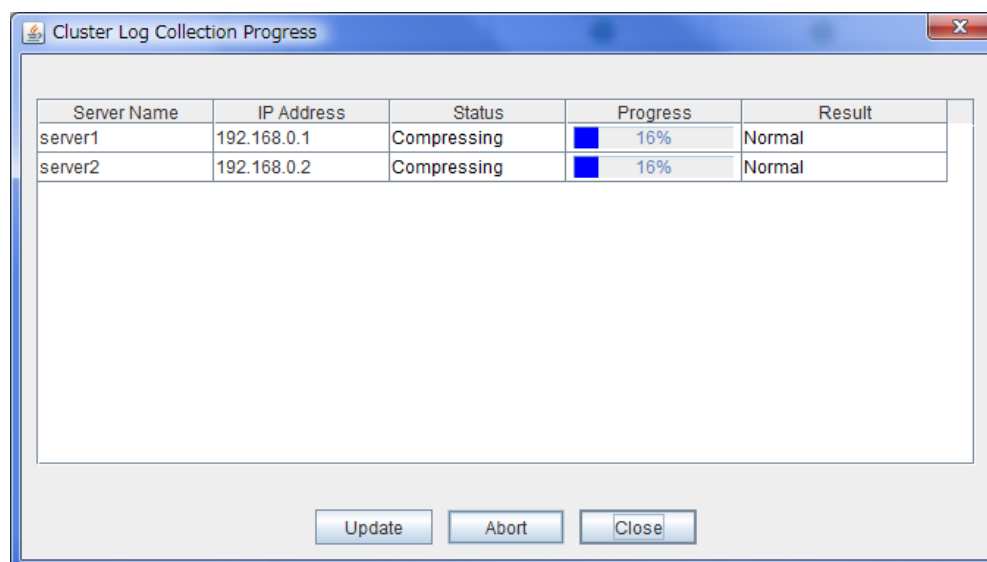 Cluster Log Collection Progress
Server Name IP Address Status Progress Result
server1 192.168.0.1 Compressing 16% Normal
server2 192.168.0.2 Compressing 16% Normal
Update Abort Close